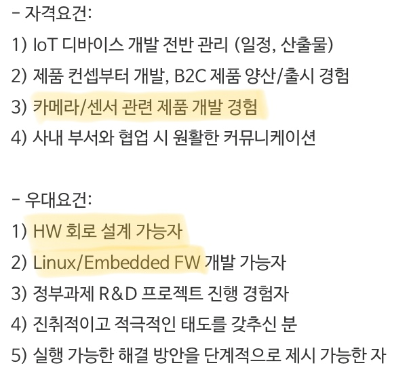 - 자격요건:
1) IoT 디바이스 개발 전반 관리 (일정, 산출물)
2) 제품 컨셉부터 개발, B2C 제품 양산/출시 경험
3) 카메라/센서 관련 제품 개발 경험
4) 사내 부서와 협업 시 원활한 커뮤니케이션
- 우대요건:
1) HW 회로 설계 가능자
2) Linux/Embedded FW 개발 가능자
3) 정부과제 R&D 프로젝트 진행 경험자
4) 진취적이고 적극적인 태도를 갖추신 분
5) 실행 가능한 해결 방안을 단계적으로 제시 가능한 자